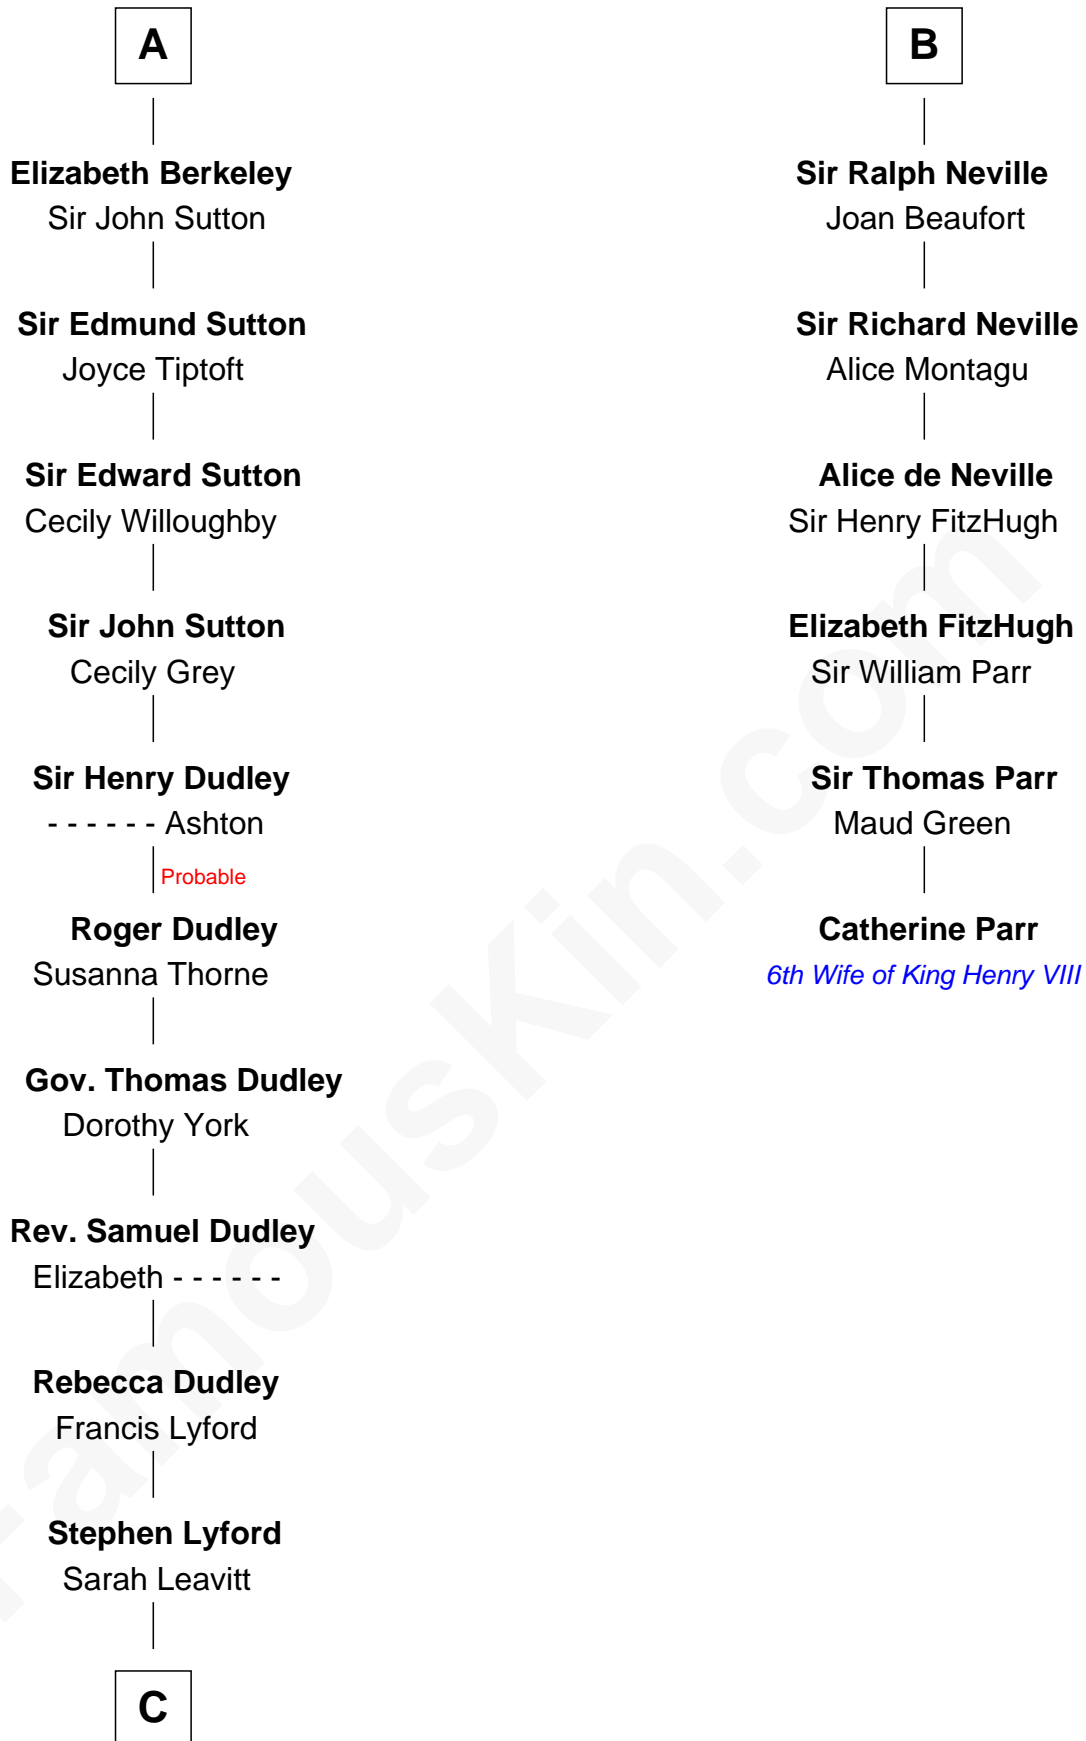 A
Elizabeth Berkeley
Sir John Sutton
Sir Edmund Sutton
Joyce Tiptoft
Sir Edward Sutton
Cecily Willoughby
Sir John Sutton
Cecily Grey
Sir Henry Dudley
- - - - - - Ashton
Probable
Roger Dudley
Susanna Thorne
Gov. Thomas Dudley
Dorothy York
Rev. Samuel Dudley
Elizabeth - - - - - -
Rebecca Dudley
Francis Lyford
Stephen Lyford
Sarah Leavitt
C
B
Sir Ralph Neville
Joan Beaufort
Sir Richard Neville
Alice Montagu
Alice de Neville
Sir Henry FitzHugh
Elizabeth FitzHugh
Sir William Parr
Sir Thomas Parr
Maud Green
Catherine Parr
6th Wife of King Henry VIII
FamousKin.com